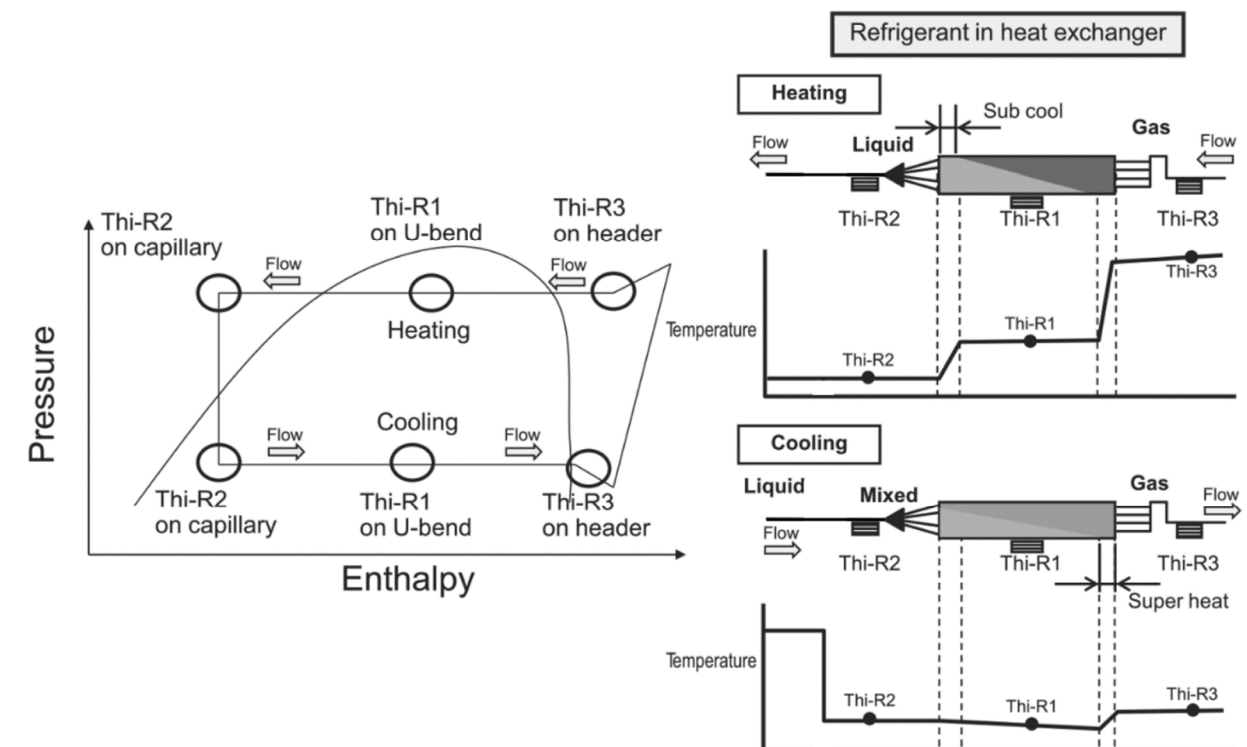 Refrigerant in heat exchanger
Heating
Sub cool
Flow
Liquid
Gas
Flow
Thi-R2
Thi-R1
Thi-R3
Temperature
Thi-R2
Thi-R1
Thi-R3
Cooling
Liquid
Mixed
Gas
Flow
Flow
Thi-R2
Thi-R1
Thi-R3
Super heat
Temperature
Thi-R2
Thi-R1
Thi-R3
Pressure
Thi-R2
on capillary
Thi-R1
on U-bend
Thi-R3
on header
Flow
Flow
Heating
Cooling
Flow
Flow
Thi-R2
on capillary
Thi-R1
on U-bend
Thi-R3
on header
Enthalpy